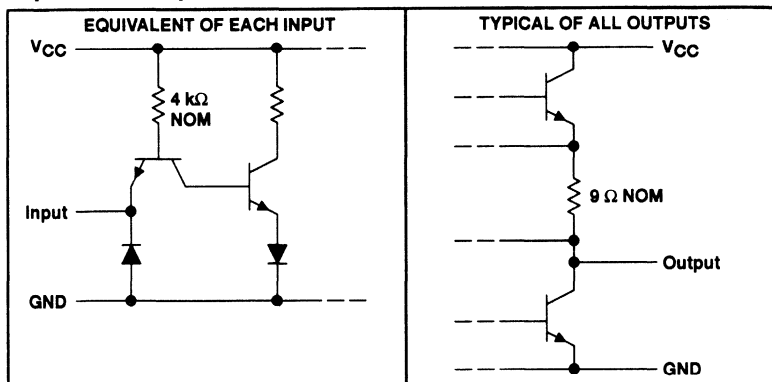 EQUIVALENT OF EACH INPUT
VCC
4 kΩ
NOM
Input
GND
TYPICAL OF ALL OUTPUTS
VCC
9 Ω NOM
Output
GND